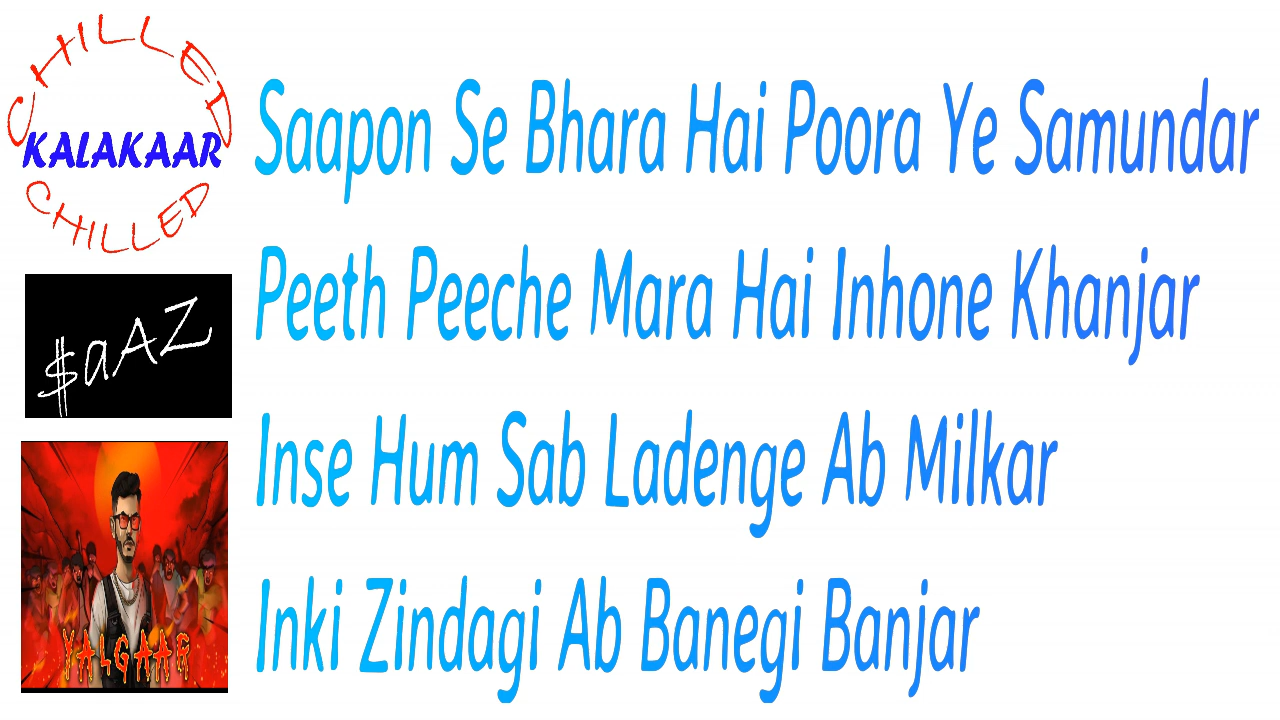 CHILLED
KALAKAAR
CHILLED
$aAZ
YALGAAR
Saapon Se Bhara Hai Poora Ye Samundar
Peeth Peeche Mara Hai Inhone Khanjar
Inse Hum Sab Ladenge Ab Milkar
Inki Zindagi Ab Banegi Banjar